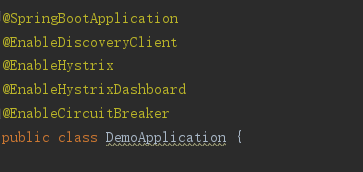 @SpringBootApplication
@EnableDiscoveryClient
@EnableHystrix
@EnableHystrixDashboard
@EnableCircuitBreaker
public class DemoApplication {